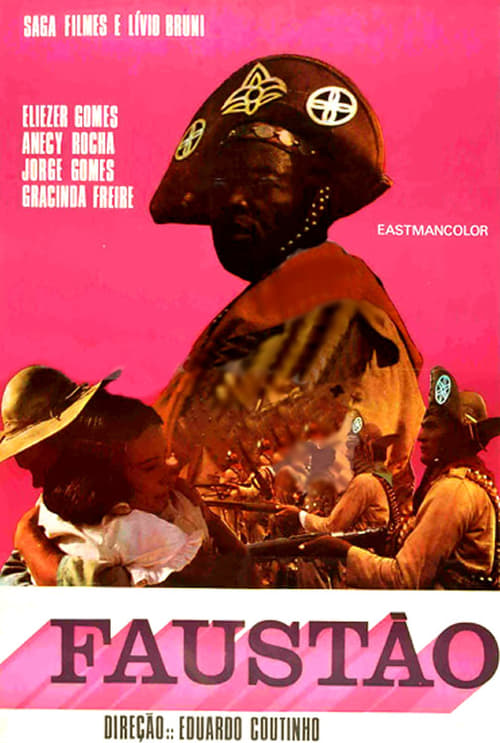 SAGA FILMES E LÍVIO BRUNI
ELIEZER GOMES
ANECY ROCHA
JORGE GOMES
GRACINDA FREIRE
EASTMANCOLOR
FAUSTÃO
DIREÇÃO:: EDUARDO COUTINHO